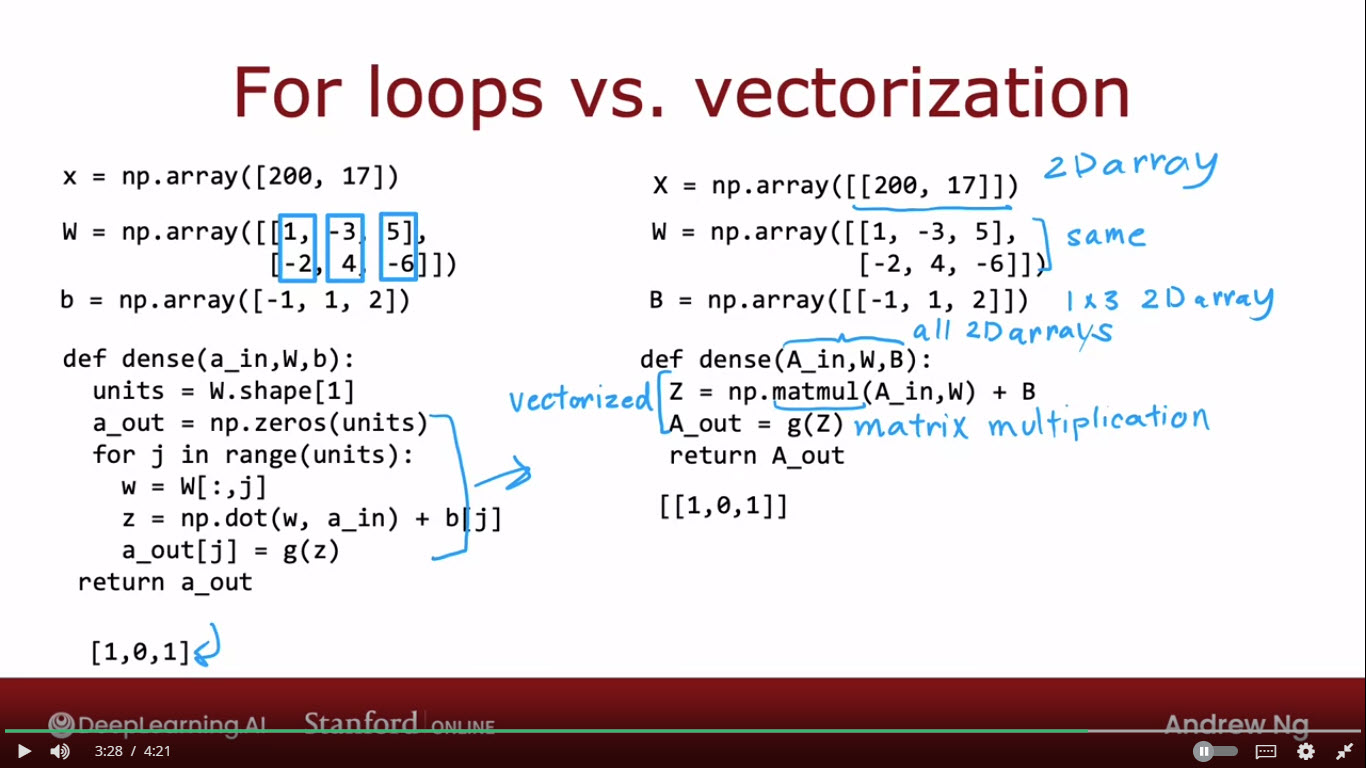 For loops vs. vectorization
x = np.array([200, 17])
W = np.array([[1, -3, 5],
[-2, 4, -6]])
b = np.array([-1, 1, 2])
def dense(a_in,W,b):
units = W.shape[1]
a_out = np.zeros(units)
for j in range(units):
w = W[:,j]
z = np.dot(w, a_in) + b[j]
a_out[j] = g(z)
return a_out
[1,0,1]
X = np.array([[200, 17]])
2D array
W = np.array([[1, -3, 5],
[-2, 4, -6]])
same
B = np.array([[-1, 1, 2]])
1 x 3 2D array
all 2D arrays
def dense(A_in,W,B):
vectorized
Z = np.matmul(A_in,W) + B
A_out = g(Z)
matrix multiplication
return A_out
[[1,0,1]]
DeepLearning.AI
Stanford ONLINE
Andrew Ng
3:28 / 4:21